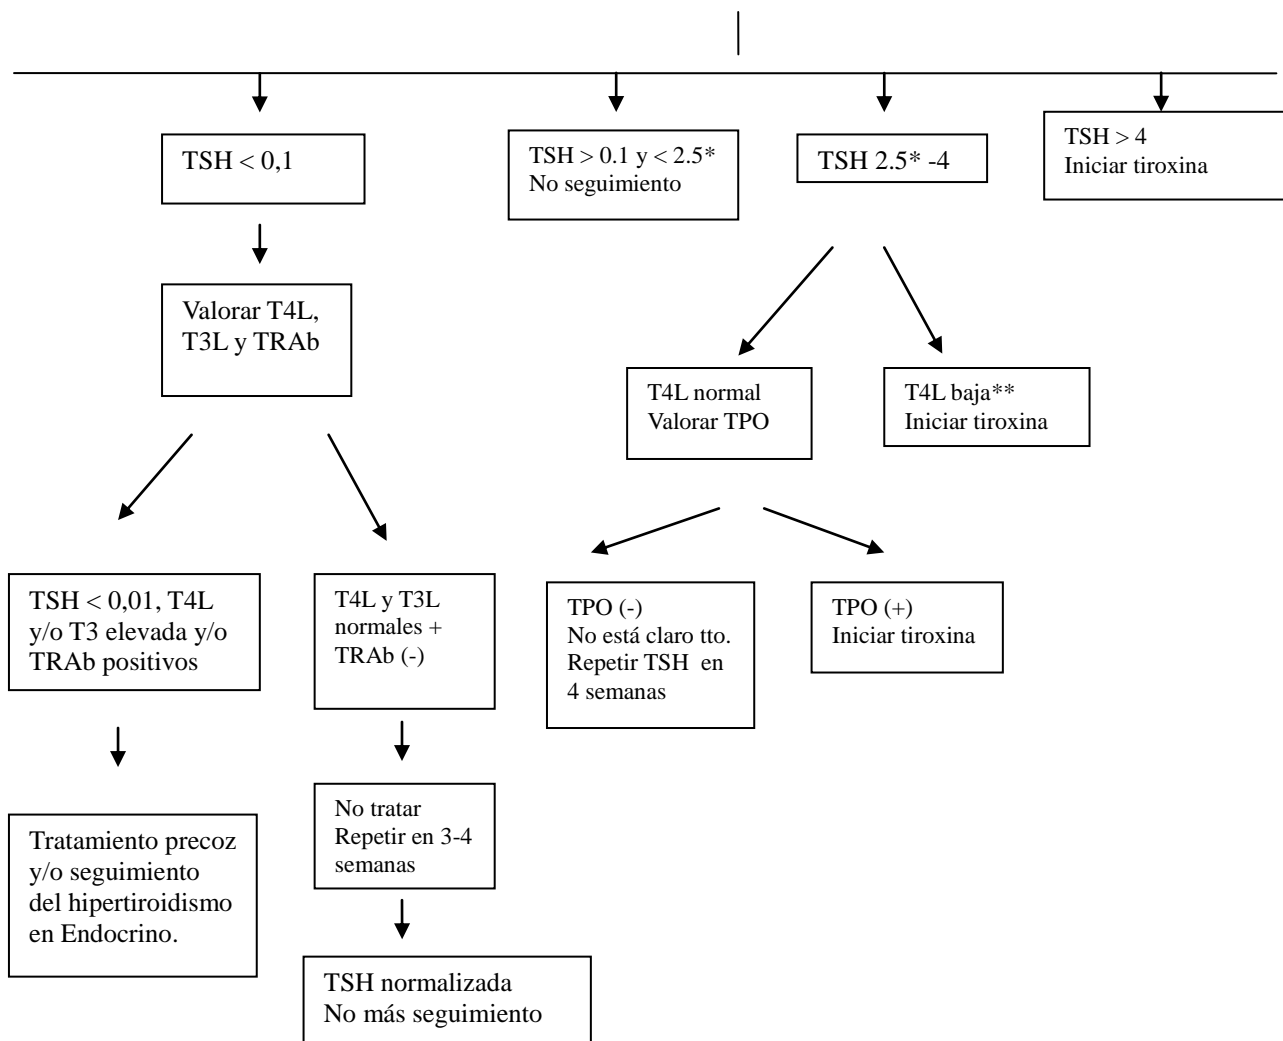 TSH < 0,1
TSH > 0.1 y < 2.5*
No seguimiento
TSH 2.5* -4
TSH > 4
Iniciar tiroxina
Valorar T4L,
T3L y TRAb
T4L normal
Valorar TPO
T4L baja**
Iniciar tiroxina
TSH < 0,01, T4L
y/o T3 elevada y/o
TRAb positivos
T4L y T3L
normales +
TRAb (-)
TPO (-)
No está claro tto.
Repetir TSH en
4 semanas
TPO (+)
Iniciar tiroxina
Tratamiento precoz
y/o seguimiento
del hipertiroidismo
en Endocrino.
No tratar
Repetir en 3-4
semanas
TSH normalizada
No más seguimiento